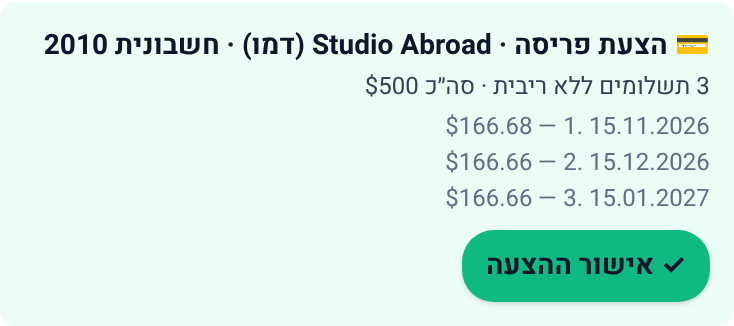 💳 הצעת פריסה · Studio Abroad (דמו) · חשבונית 2010
3 תשלומים ללא ריבית · סה״כ $500
1. 15.11.2026 — $166.68
2. 15.12.2026 — $166.66
3. 15.01.2027 — $166.66
✓ אישור ההצעה